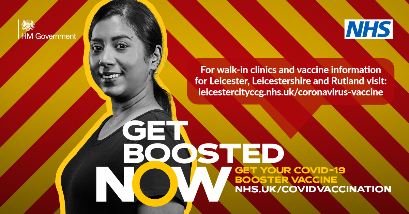 HM Government
NHS
For walk-in clinics and vaccine information
for Leicester, Leicestershire and Rutland visit:
leicestercityccg.nhs.uk/coronavirus-vaccine
GET
BOOSTED
NOW
GET YOUR COVID-19
BOOSTER VACCINE
NHS.UK/COVIDVACCINATION